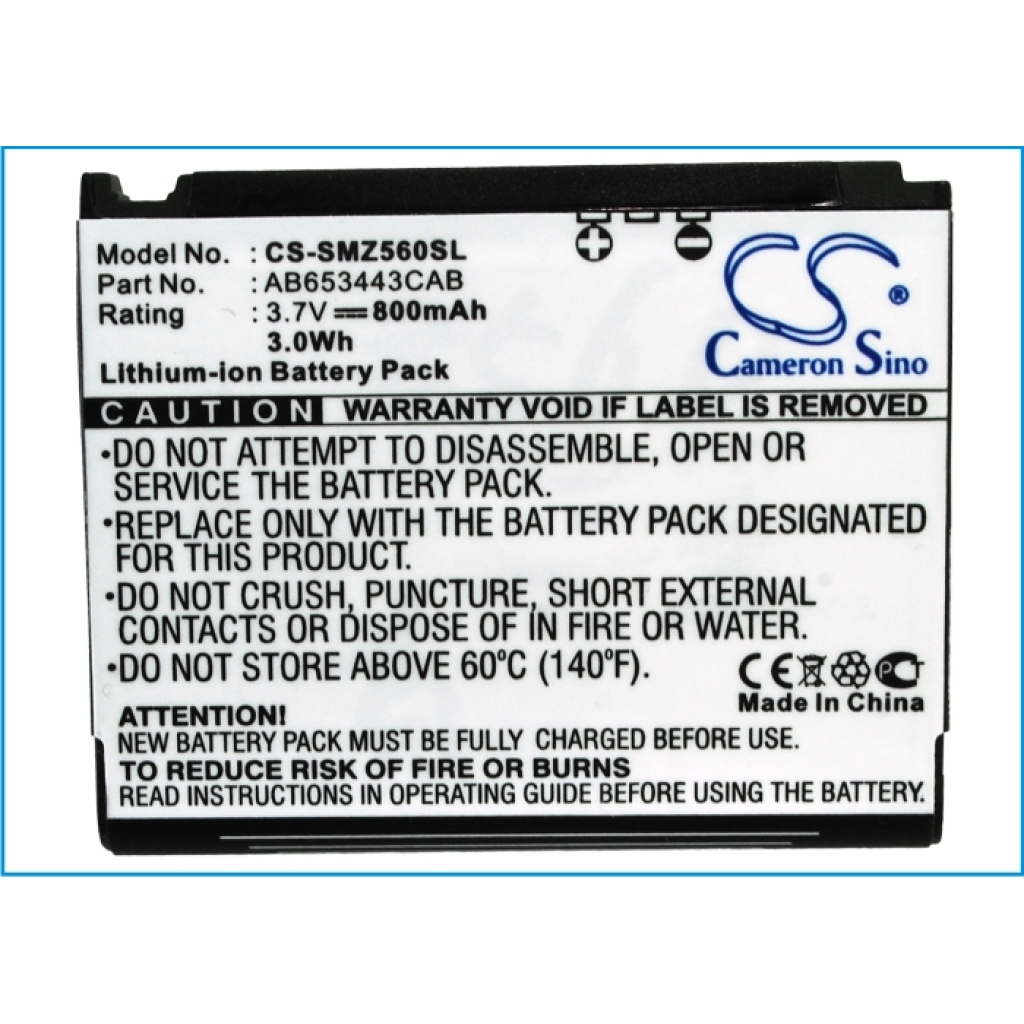 Model No. : CS-SMZ560SL
Part No. : AB653443CAB
Rating : 3.7V 800mAh
3.0Wh
Lithium-ion Battery Pack
CS ®
Cameron Sino
CAUTION WARRANTY VOID IF LABEL IS REMOVED
•DO NOT ATTEMPT TO DISASSEMBLE, OPEN OR
SERVICE THE BATTERY PACK.
•REPLACE ONLY WITH THE BATTERY PACK DESIGNATED
FOR THIS PRODUCT.
•DO NOT CRUSH, PUNCTURE, SHORT EXTERNAL
CONTACTS OR DISPOSE OF IN FIRE OR WATER.
•DO NOT STORE ABOVE 60ºC (140ºF).
CE
Made In China
ATTENTION!
NEW BATTERY PACK MUST BE FULLY CHARGED BEFORE USE.
TO REDUCE RISK OF FIRE OR BURNS
READ INSTRUCTIONS IN OPERATING GUIDE BEFORE USING THE BATTERY.